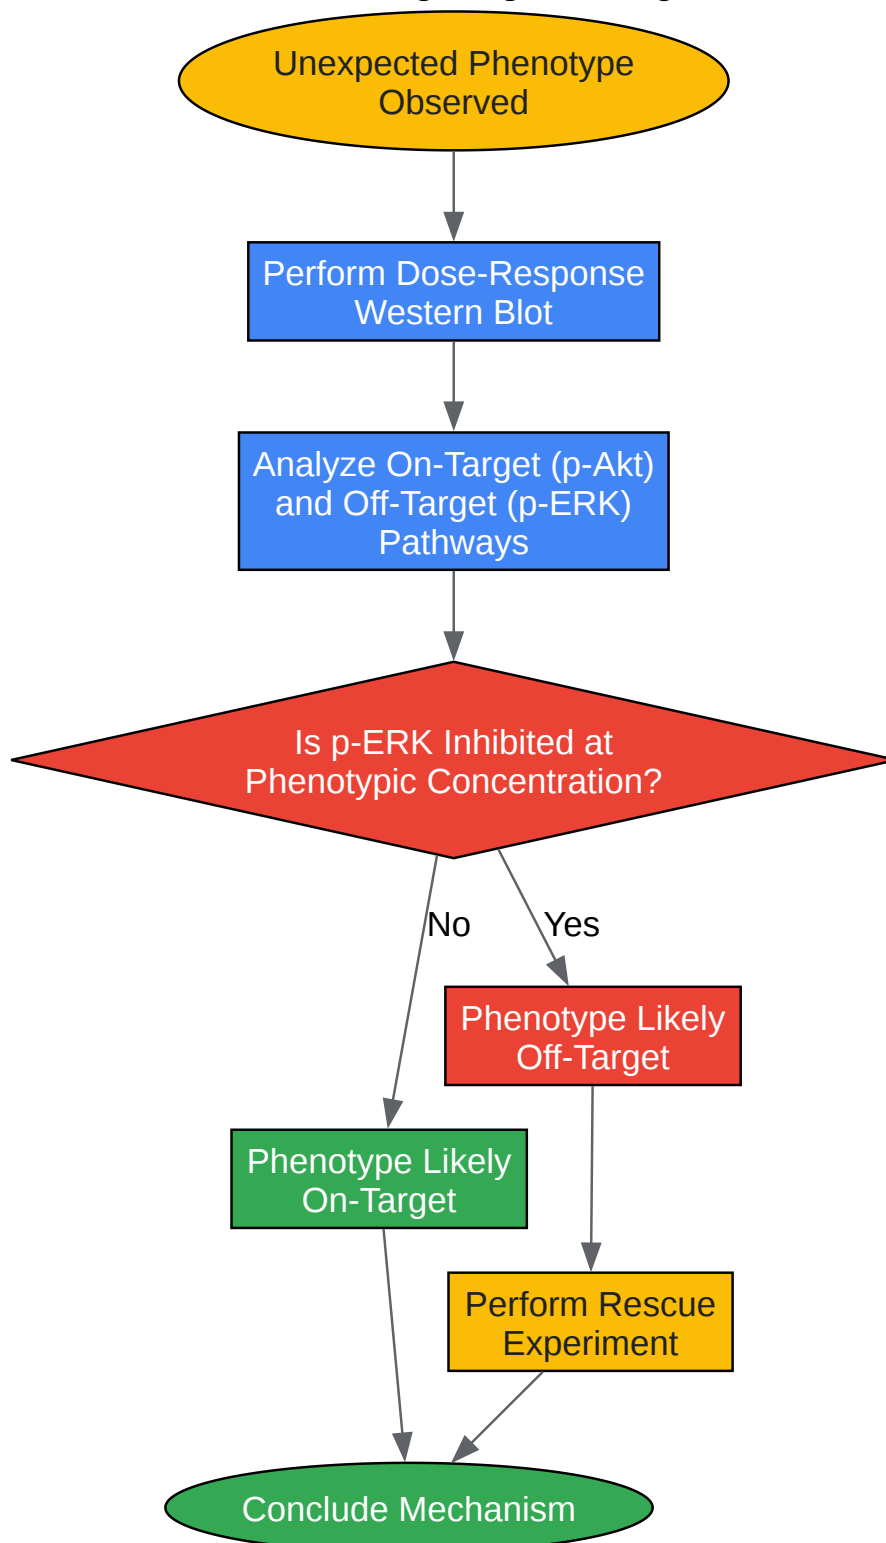 Unexpected Phenotype
Observed
Perform Dose-Response
Western Blot
Analyze On-Target (p-Akt)
and Off-Target (p-ERK)
Pathways
Is p-ERK Inhibited at
Phenotypic Concentration?
No
Yes
Phenotype Likely
Off-Target
Phenotype Likely
On-Target
Perform Rescue
Experiment
Conclude Mechanism